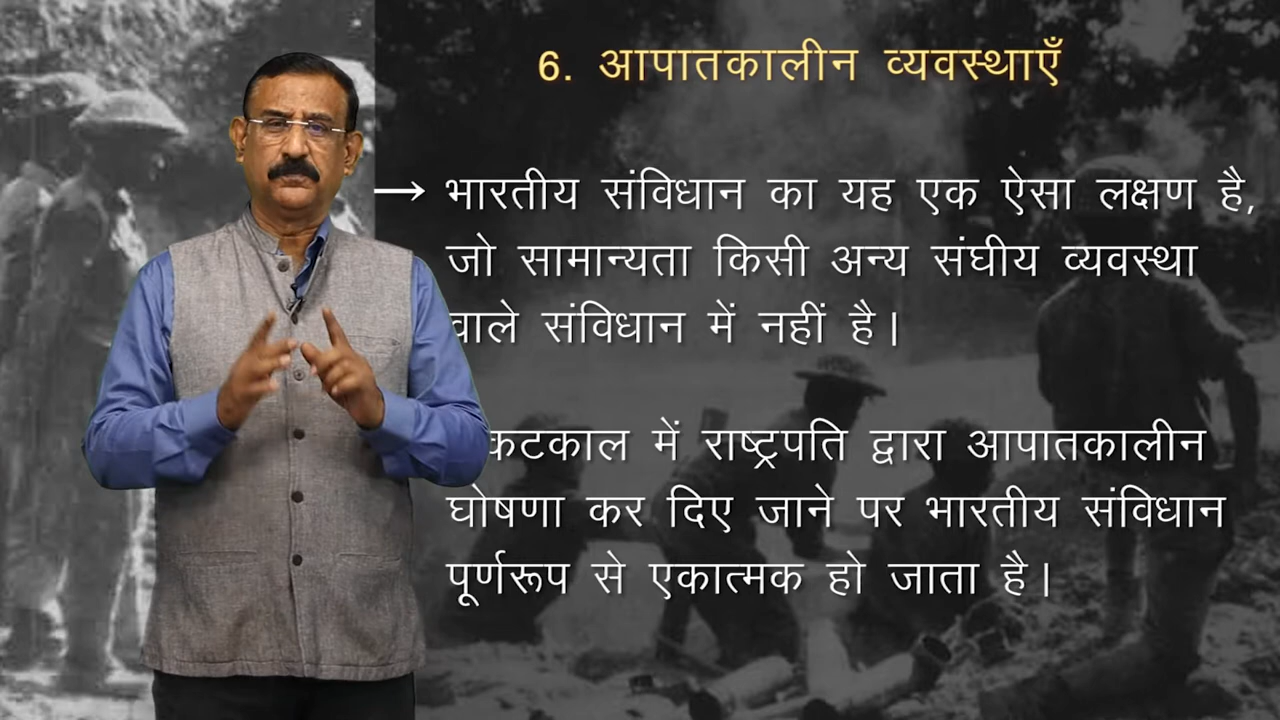 6. आपातकालीन व्यवस्थाएँ
→ भारतीय संविधान का यह एक ऐसा लक्षण है,
जो सामान्यता किसी अन्य संघीय व्यवस्था
वाले संविधान में नहीं है।
में राष्ट्रपति द्वारा आपातकालीन
घोषणा कर दिए जाने पर भारतीय संविधान
पूर्णरूप से एकात्मक हो जाता है।